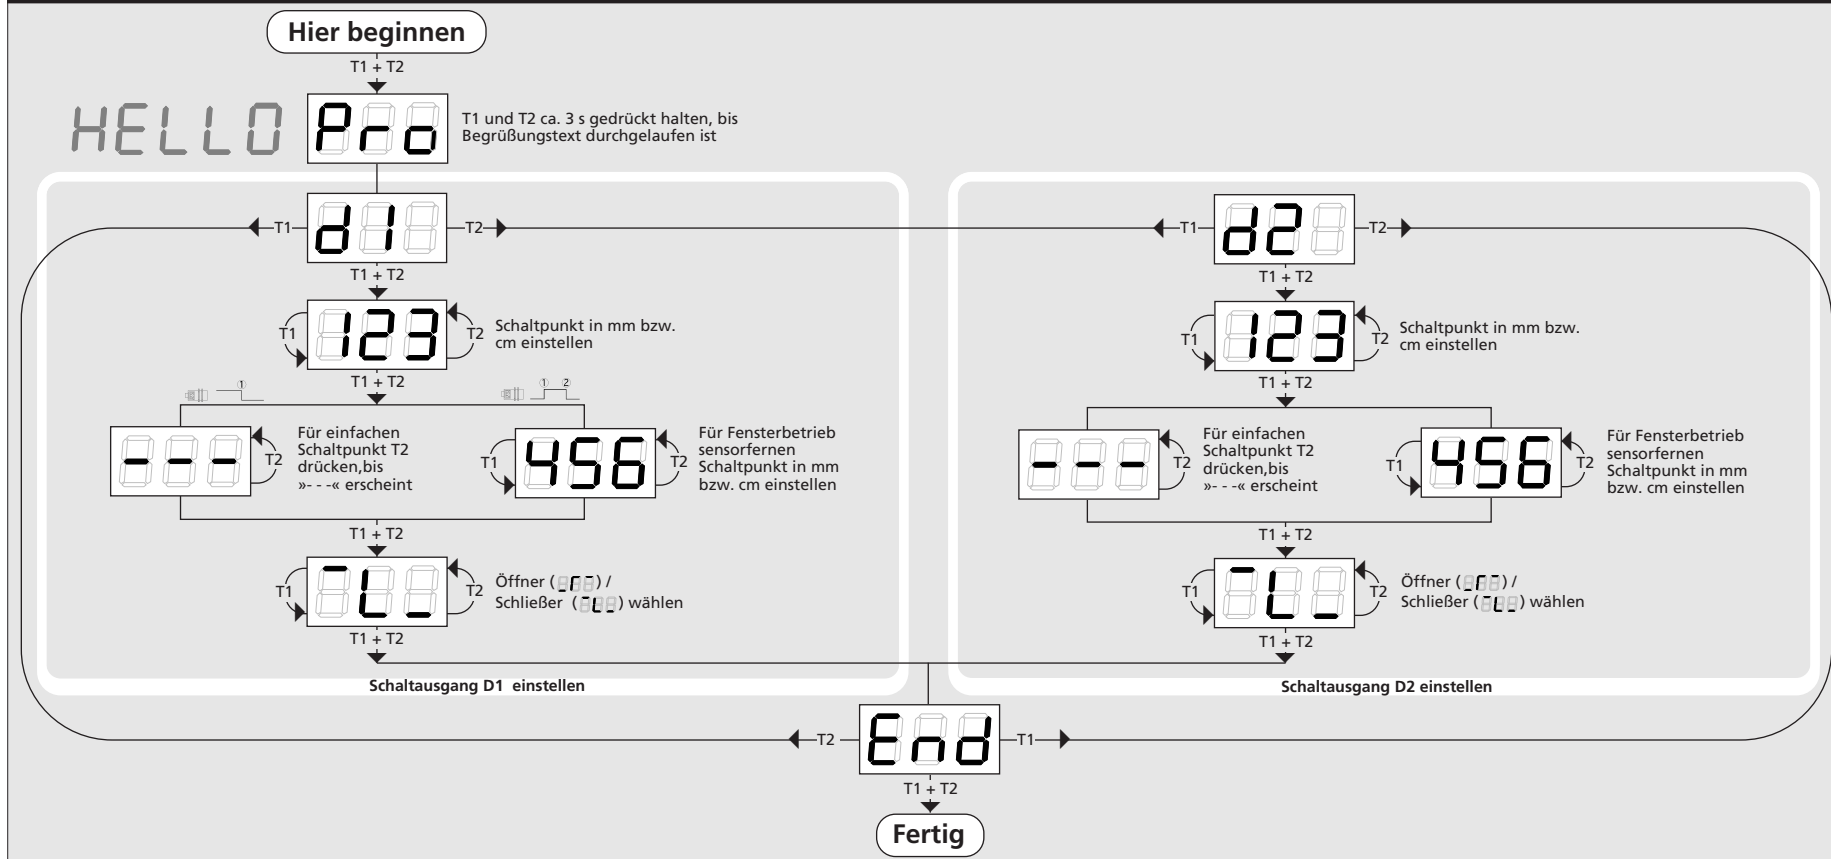 Hier beginnen
T1 + T2
HELLO
Pro
T1 und T2 ca. 3 s gedrückt halten, bis
Begrüßungstext durchgelaufen ist
T1
d1
T2
T1 + T2
T1
123
T2
Schaltpunkt in mm bzw.
cm einstellen
T1 + T2
①
① ②
- - -
T2
Für einfachen
Schaltpunkt T2
drücken,bis
»- - -« erscheint
T1
456
T2
Für Fensterbetrieb
sensorfernen
Schaltpunkt in mm
bzw. cm einstellen
T1 + T2
T1
T2
Öffner ( ) /
Schließer ( ) wählen
T1 + T2
Schaltausgang D1 einstellen
T1
d2
T2
T1 + T2
T1
123
T2
Schaltpunkt in mm bzw.
cm einstellen
T1 + T2
- - -
T2
Für einfachen
Schaltpunkt T2
drücken,bis
»- - -« erscheint
T1
456
T2
Für Fensterbetrieb
sensorfernen
Schaltpunkt in mm
bzw. cm einstellen
T1 + T2
T1
T2
Öffner ( ) /
Schließer ( ) wählen
T1 + T2
Schaltausgang D2 einstellen
T2
End
T1
T1 + T2
Fertig